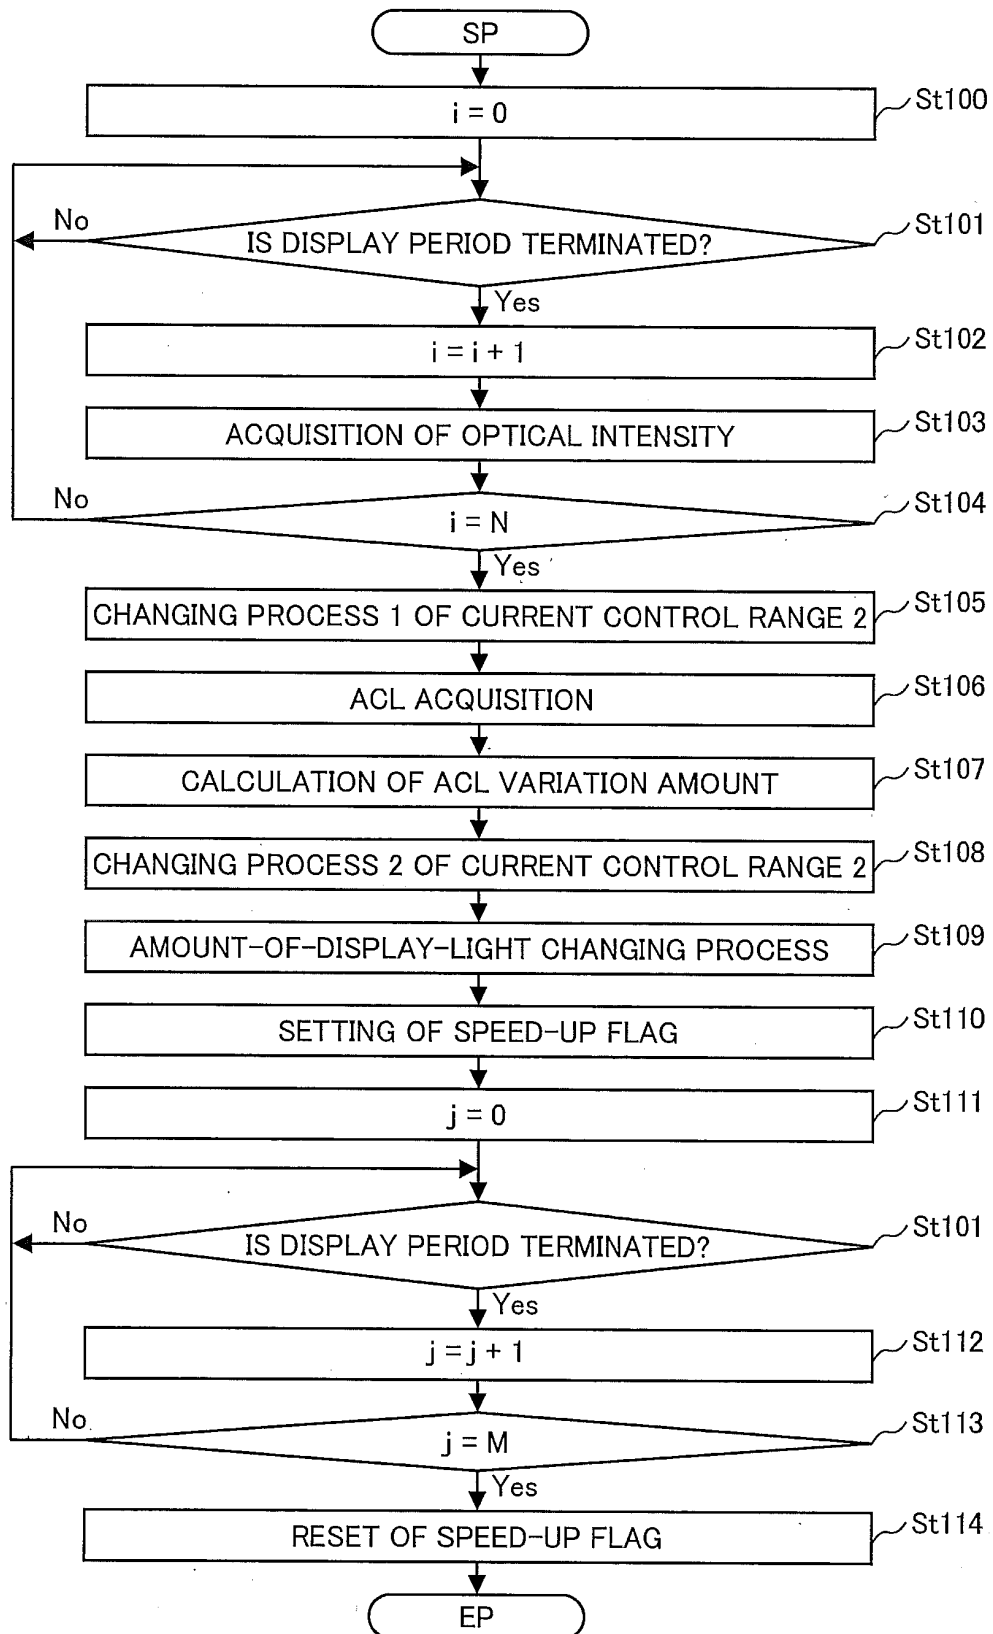 SP
St100
i = 0
No
St101
IS DISPLAY PERIOD TERMINATED?
Yes
St102
i = i + 1
St103
ACQUISITION OF OPTICAL INTENSITY
No
St104
i = N
Yes
St105
CHANGING PROCESS 1 OF CURRENT CONTROL RANGE 2
St106
ACL ACQUISITION
St107
CALCULATION OF ACL VARIATION AMOUNT
St108
CHANGING PROCESS 2 OF CURRENT CONTROL RANGE 2
St109
AMOUNT-OF-DISPLAY-LIGHT CHANGING PROCESS
St110
SETTING OF SPEED-UP FLAG
St111
j = 0
No
St101
IS DISPLAY PERIOD TERMINATED?
Yes
St112
j = j + 1
No
St113
j = M
Yes
St114
RESET OF SPEED-UP FLAG
EP